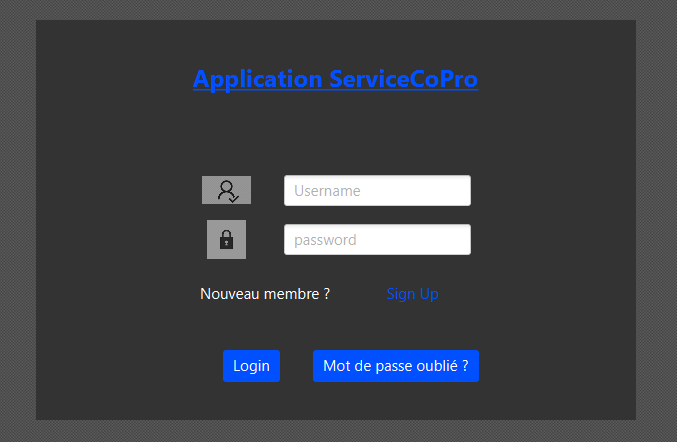 Application ServiceCoPro
Username
password
Nouveau membre ? Sign Up
Login Mot de passe oublié ?